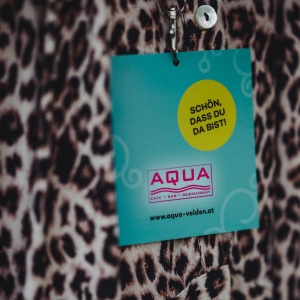 SCHÖN,
DASS DU
DA BIST!
AQUA
CAFE • BAR • RESTAURANT
www.aqua-velden.at